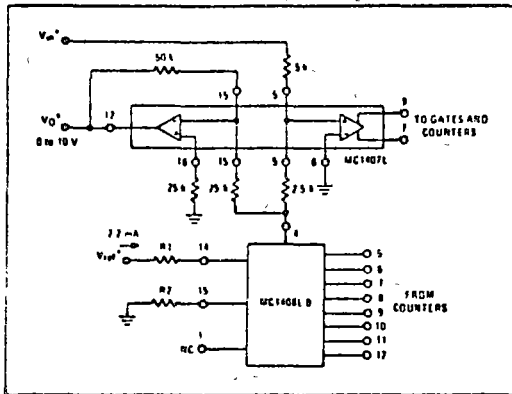 Vin+
50 k
5 k
15
5
VO+
12
0 to 10 V
9
7
TO GATES AND
COUNTERS
MC1407L
16
15
5
6
25 k
25 k
2.5 k
4
2.2 mA
Vref+
R1
14
MC1408L 8
5
6
7
8
9
10
11
12
FROM
COUNTERS
R2
15
1
NC